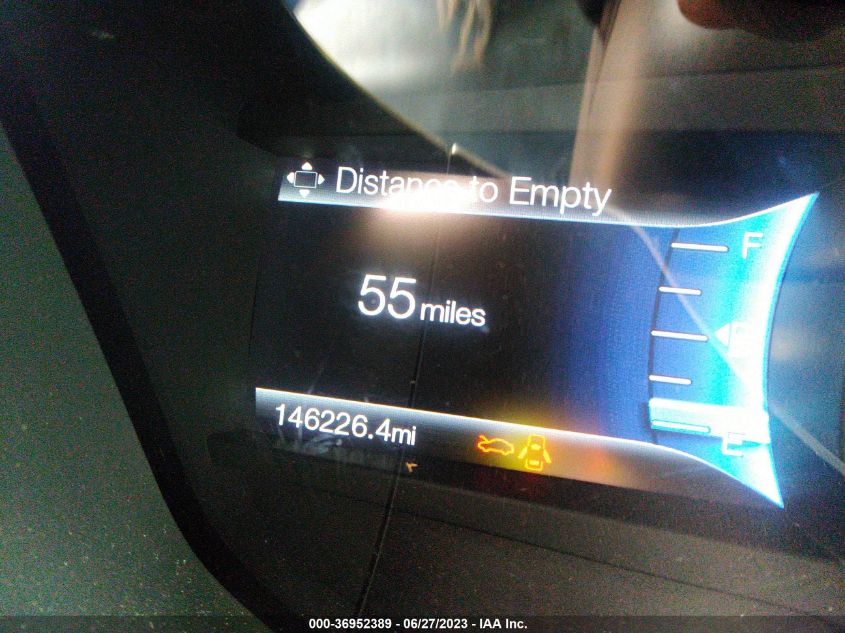 Distance to Empty
F
55 miles
146226.4mi
E
000-36952389 - 06/27/2023 - IAA Inc.